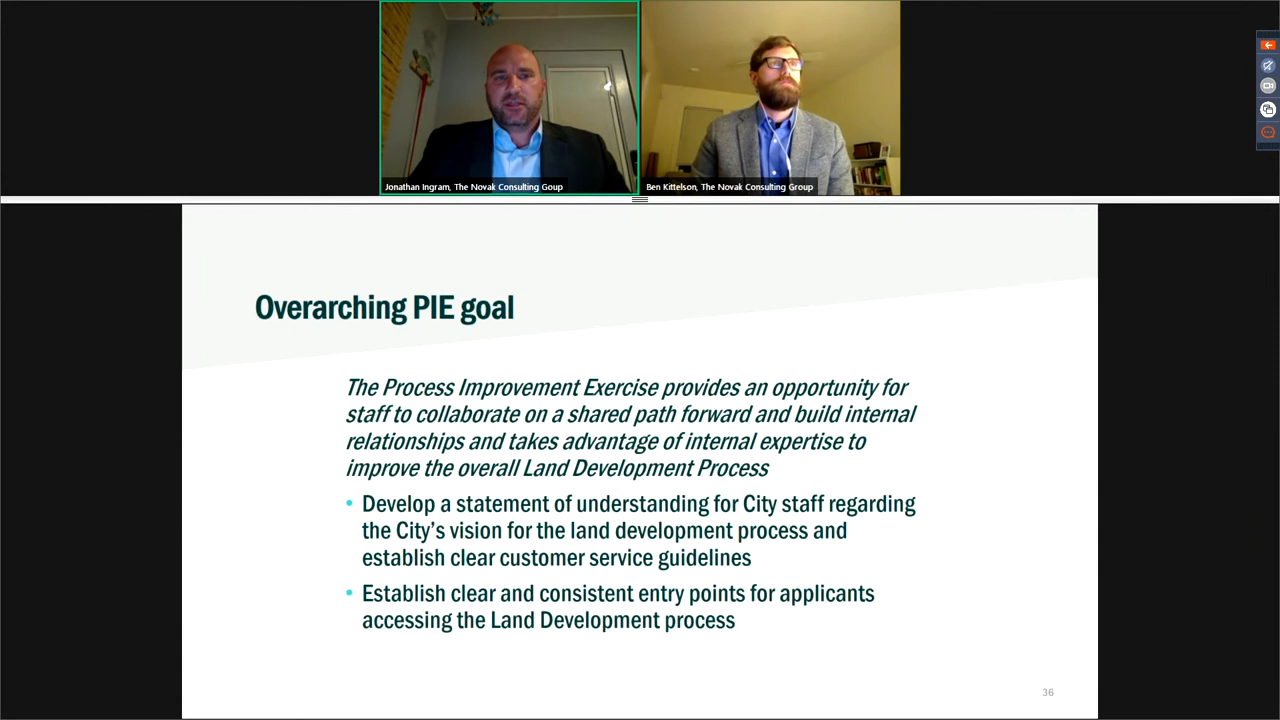 Jonathan Ingram, The Novak Consulting Goup
Ben Kittelson, The Novak Consulting Group
Overarching PIE goal
The Process Improvement Exercise provides an opportunity for
staff to collaborate on a shared path forward and build internal
relationships and takes advantage of internal expertise to
improve the overall Land Development Process
• Develop a statement of understanding for City staff regarding
the City's vision for the land development process and
establish clear customer service guidelines
• Establish clear and consistent entry points for applicants
accessing the Land Development process
36